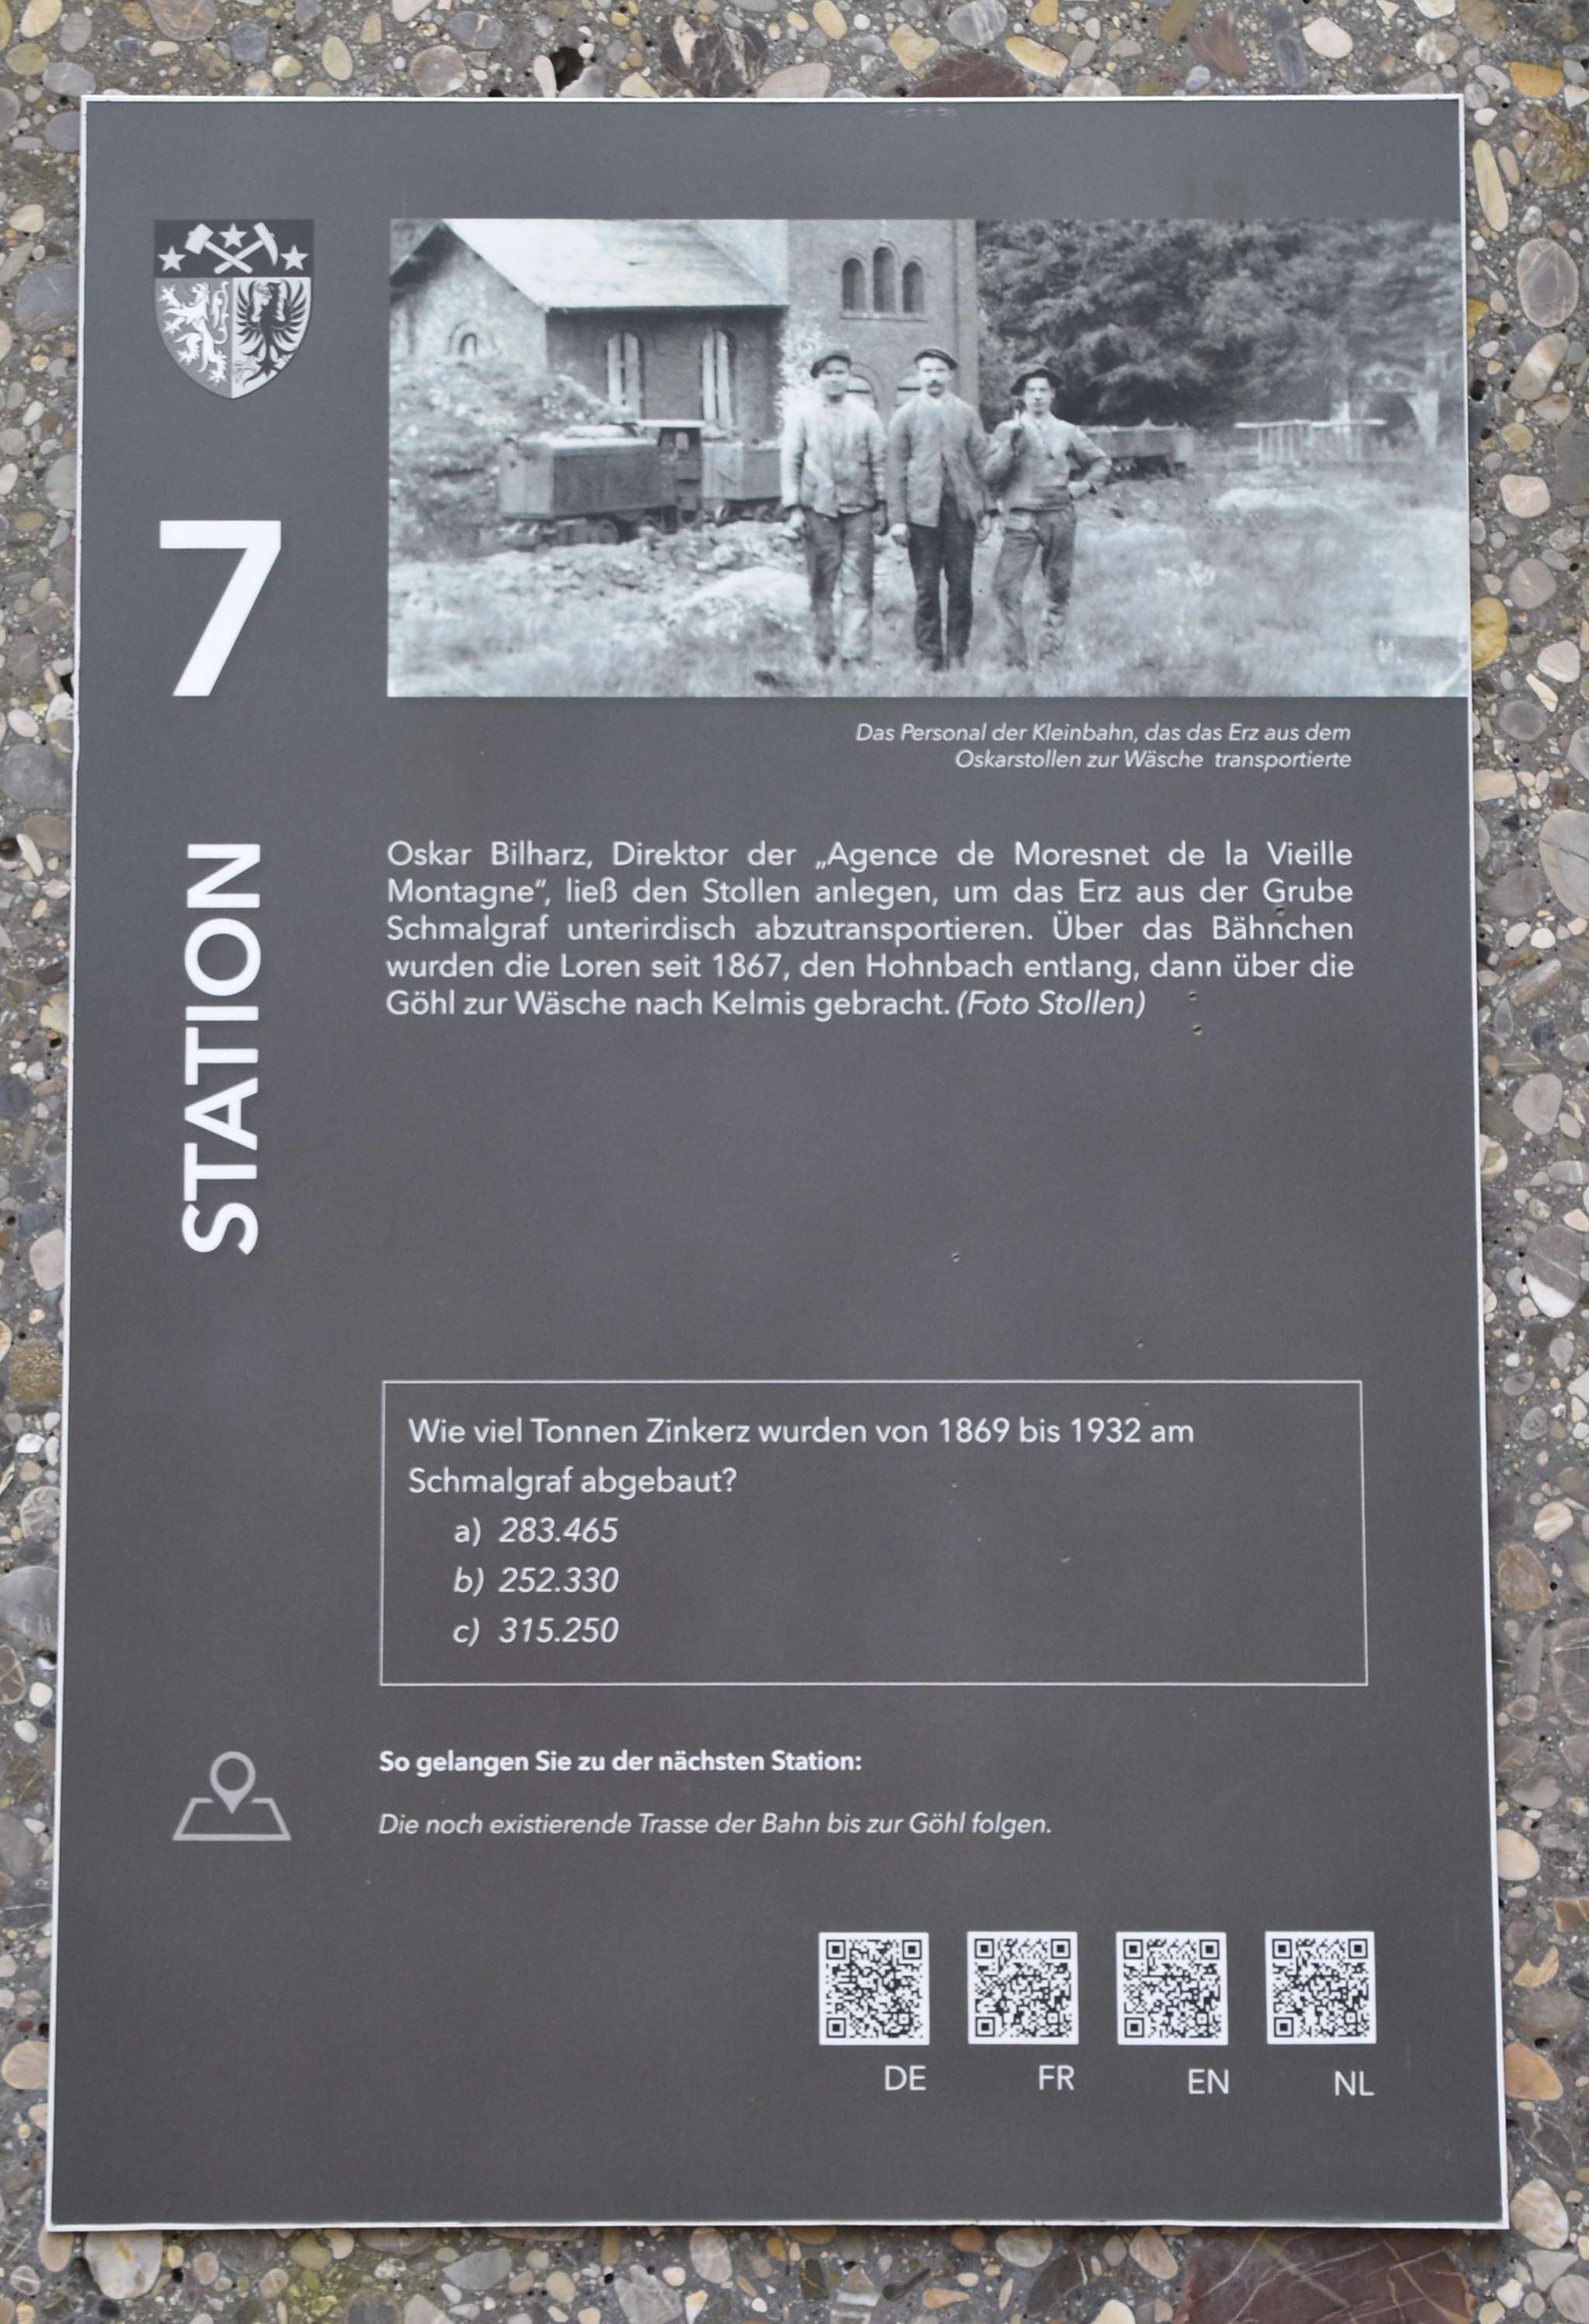 7
STATION
Das Personal der Kleinbahn, das das Erz aus dem
Oskarstollen zur Wäsche transportierte
Oskar Bilharz, Direktor der „Agence de Moresnet de la Vieille
Montagne“, ließ den Stollen anlegen, um das Erz aus der Grube
Schmalgraf unterirdisch abzutransportieren. Über das Bähnchen
wurden die Loren seit 1867, den Hohnbach entlang, dann über die
Göhl zur Wäsche nach Kelmis gebracht. (Foto Stollen)
Wie viel Tonnen Zinkerz wurden von 1869 bis 1932 am
Schmalgraf abgebaut?
a) 283.465
b) 252.330
c) 315.250
So gelangen Sie zu der nächsten Station:
Die noch existierende Trasse der Bahn bis zur Göhl folgen.
DE FR EN NL